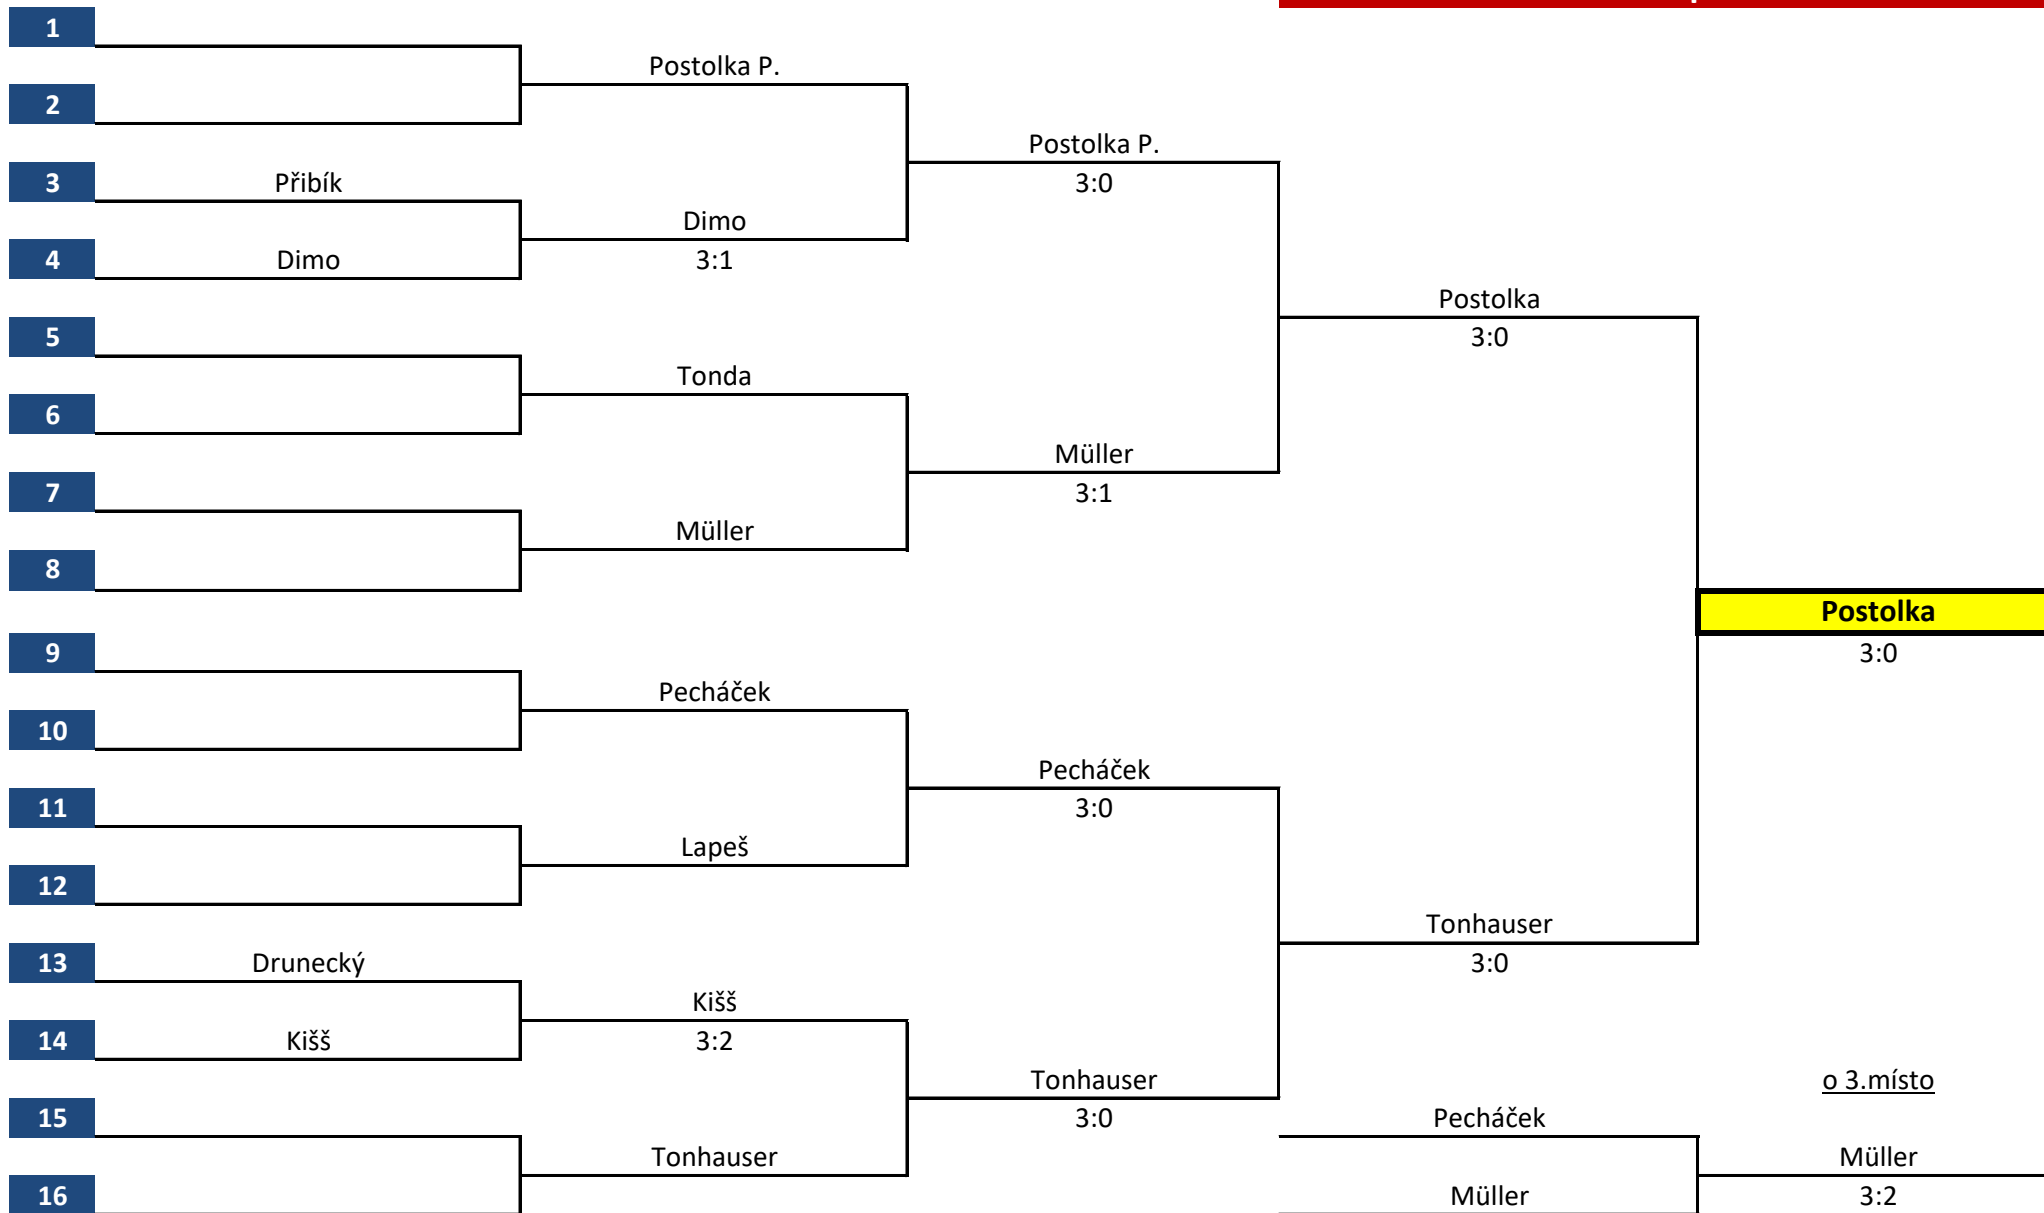 1
Postolka P.
2
Postolka P.
3 Přibík 3:0
Dimo
4 Dimo 3:1
Postolka
5 3:0
Tonda
6
Müller
7 3:1
Müller
8
Postolka
9 3:0
Pecháček
10
Pecháček
11 3:0
Lapeš
12
Tonhauser
13 Drunecký 3:0
Kišš
14 Kišš 3:2
Tonhauser o 3.místo
15 3:0 Pecháček
Tonhauser Müller
16 Müller 3:2